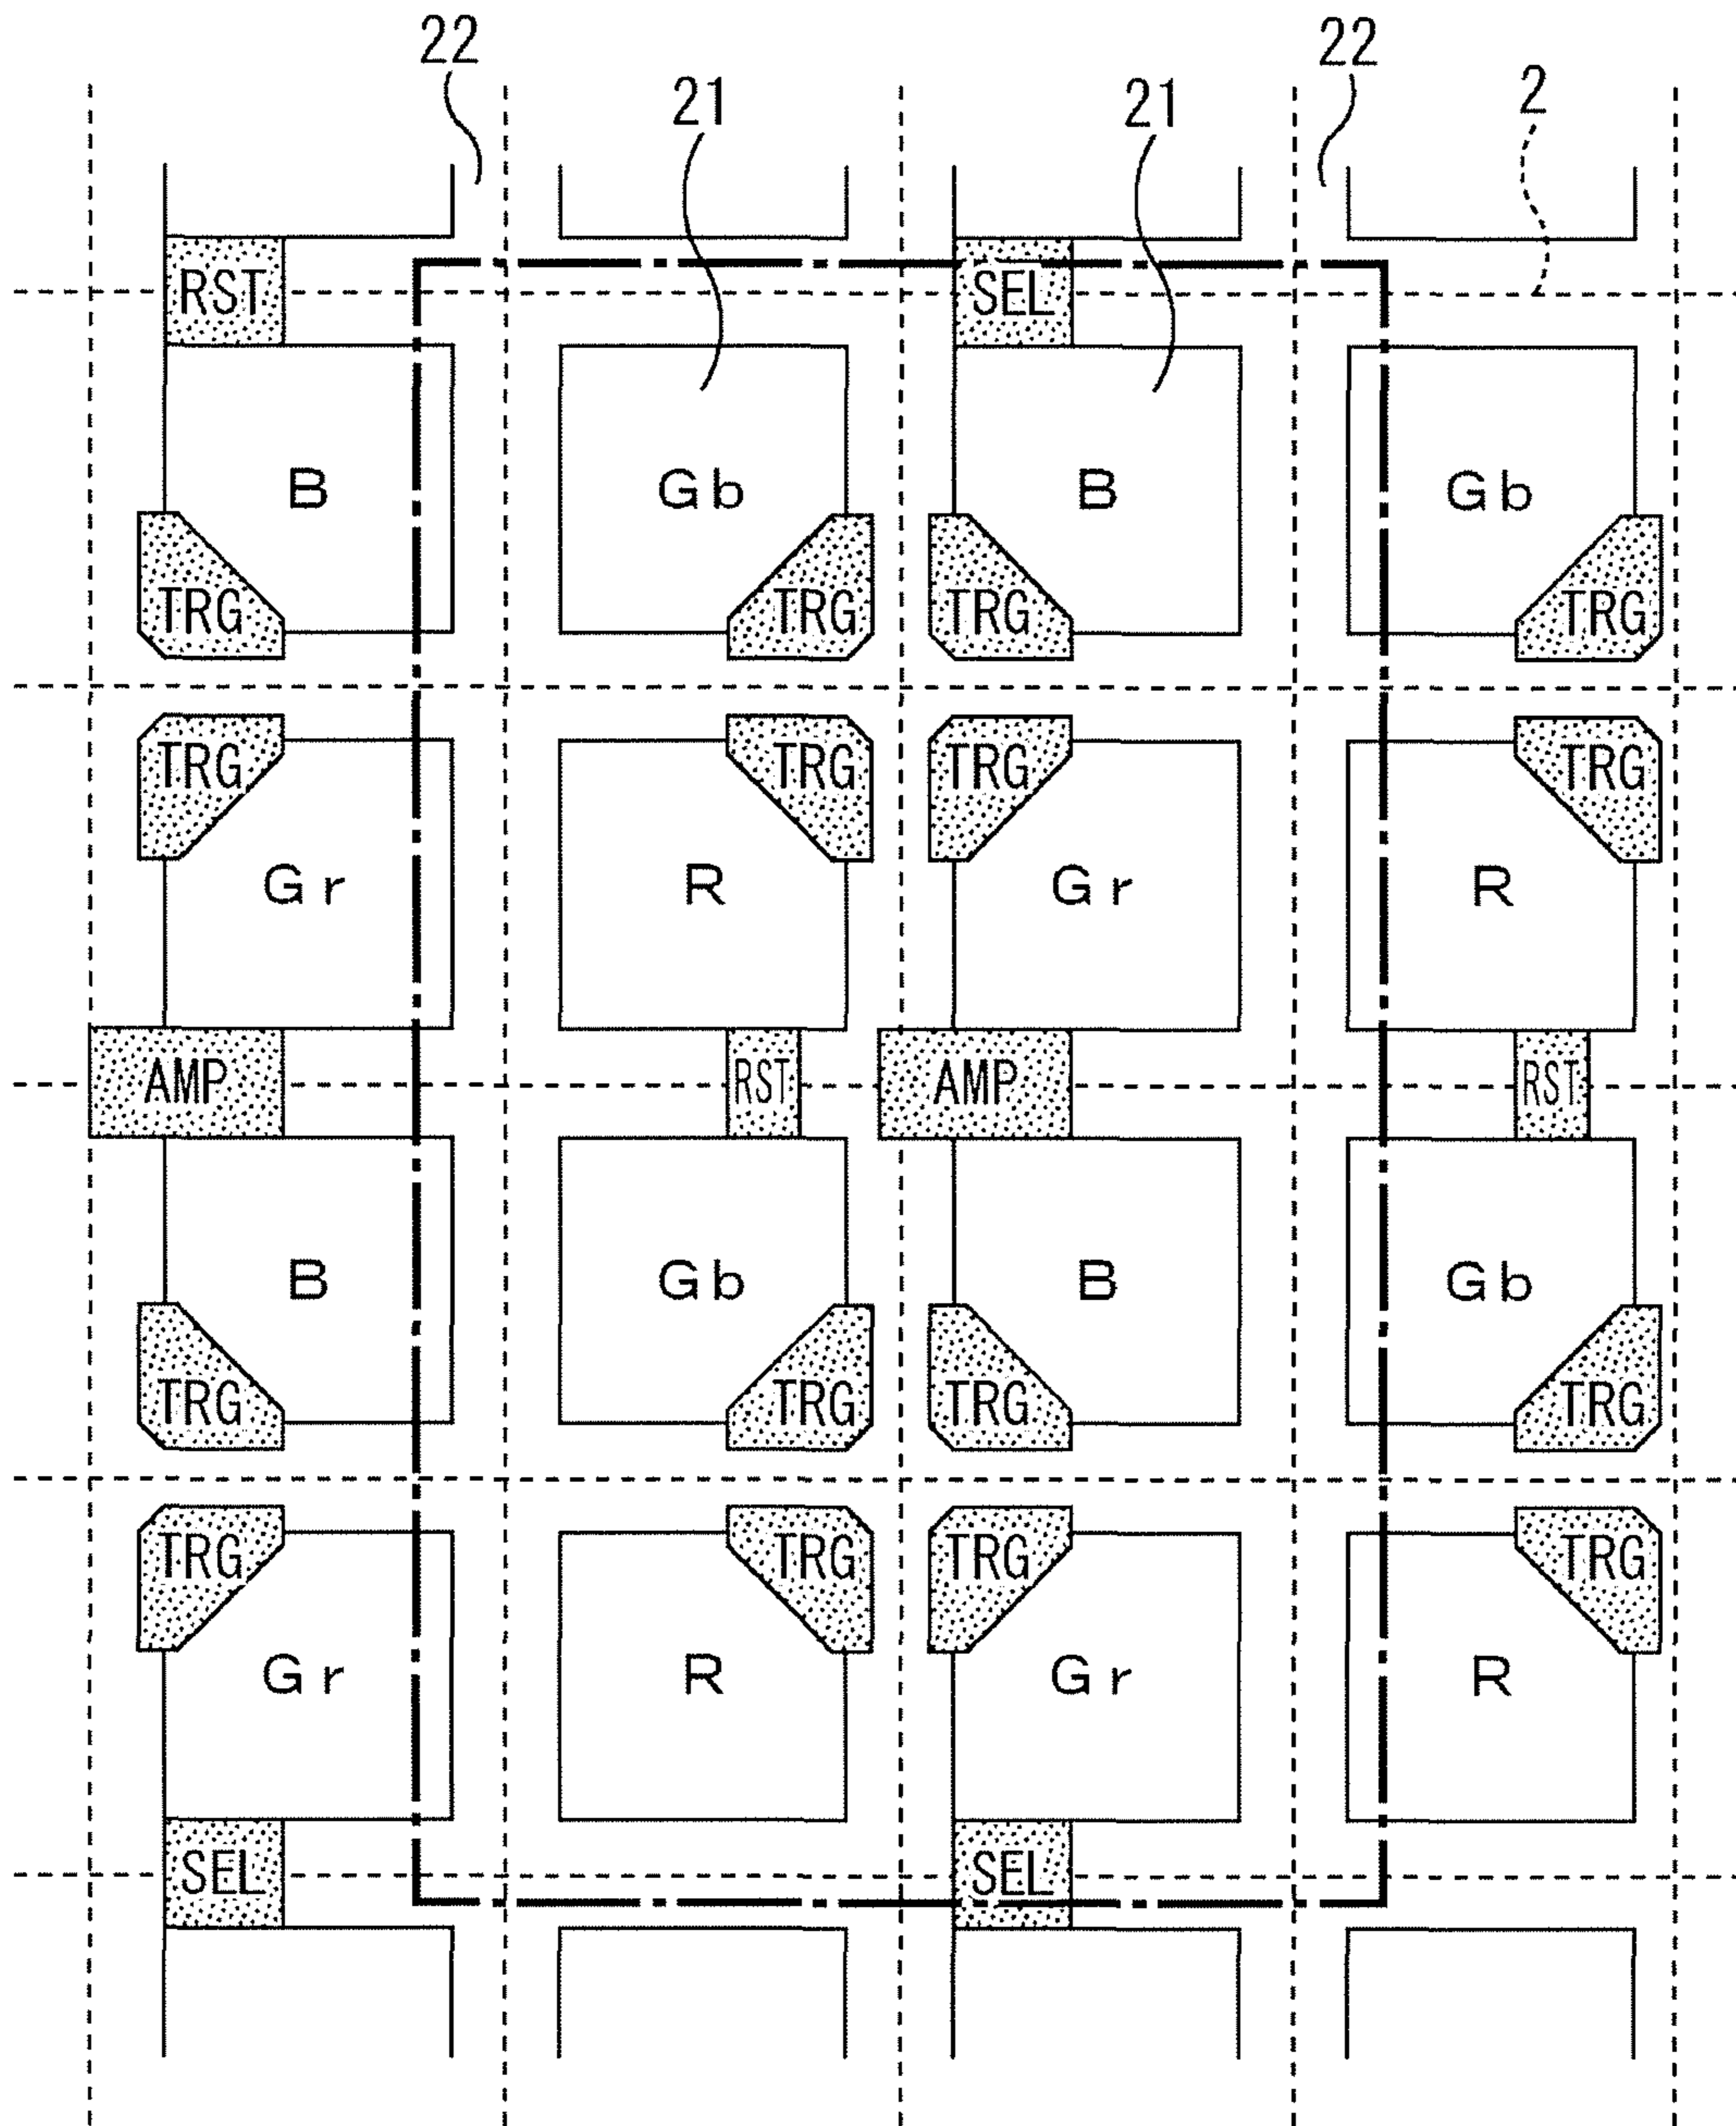 22 22
21 21 2
RST SEL
B Gb B Gb
TRG TRG TRG TRG
TRG TRG TRG TRG
Gr R Gr R
AMP RST AMP RST
B Gb B Gb
TRG TRG TRG TRG
TRG TRG TRG TRG
Gr R Gr R
SEL SEL